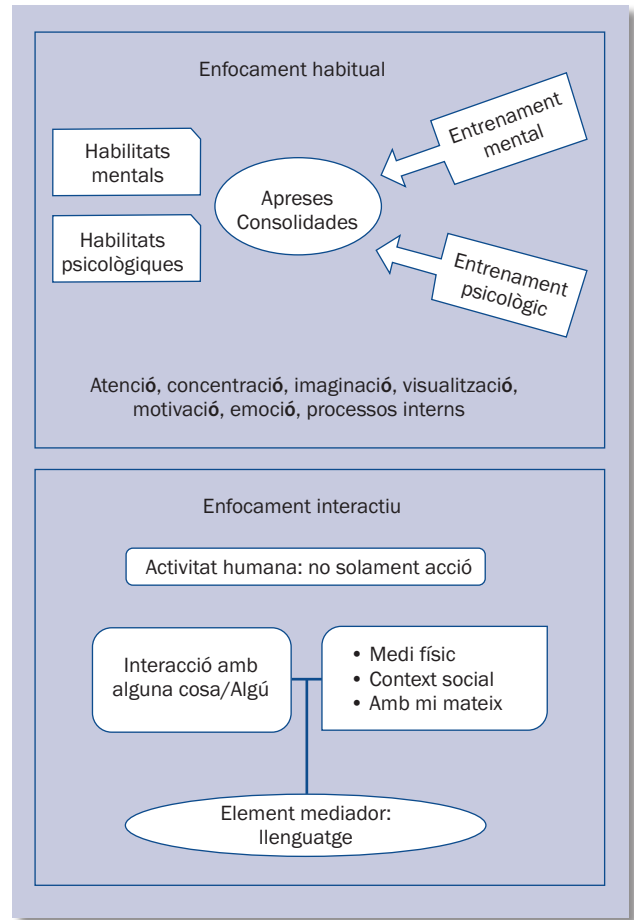 Enfocament habitual
Habilitats
mentals
Habilitats
psicològiques
Apreses
Consolidades
Entrenament
mental
Entrenament
psicològic
Atenció, concentració, imaginació, visualització,
motivació, emoció, processos interns
Enfocament interactiu
Activitat humana: no solament acció
Interacció amb
alguna cosa/Algú
• Medi físic
• Context social
• Amb mi mateix
Element mediador:
llenguatge